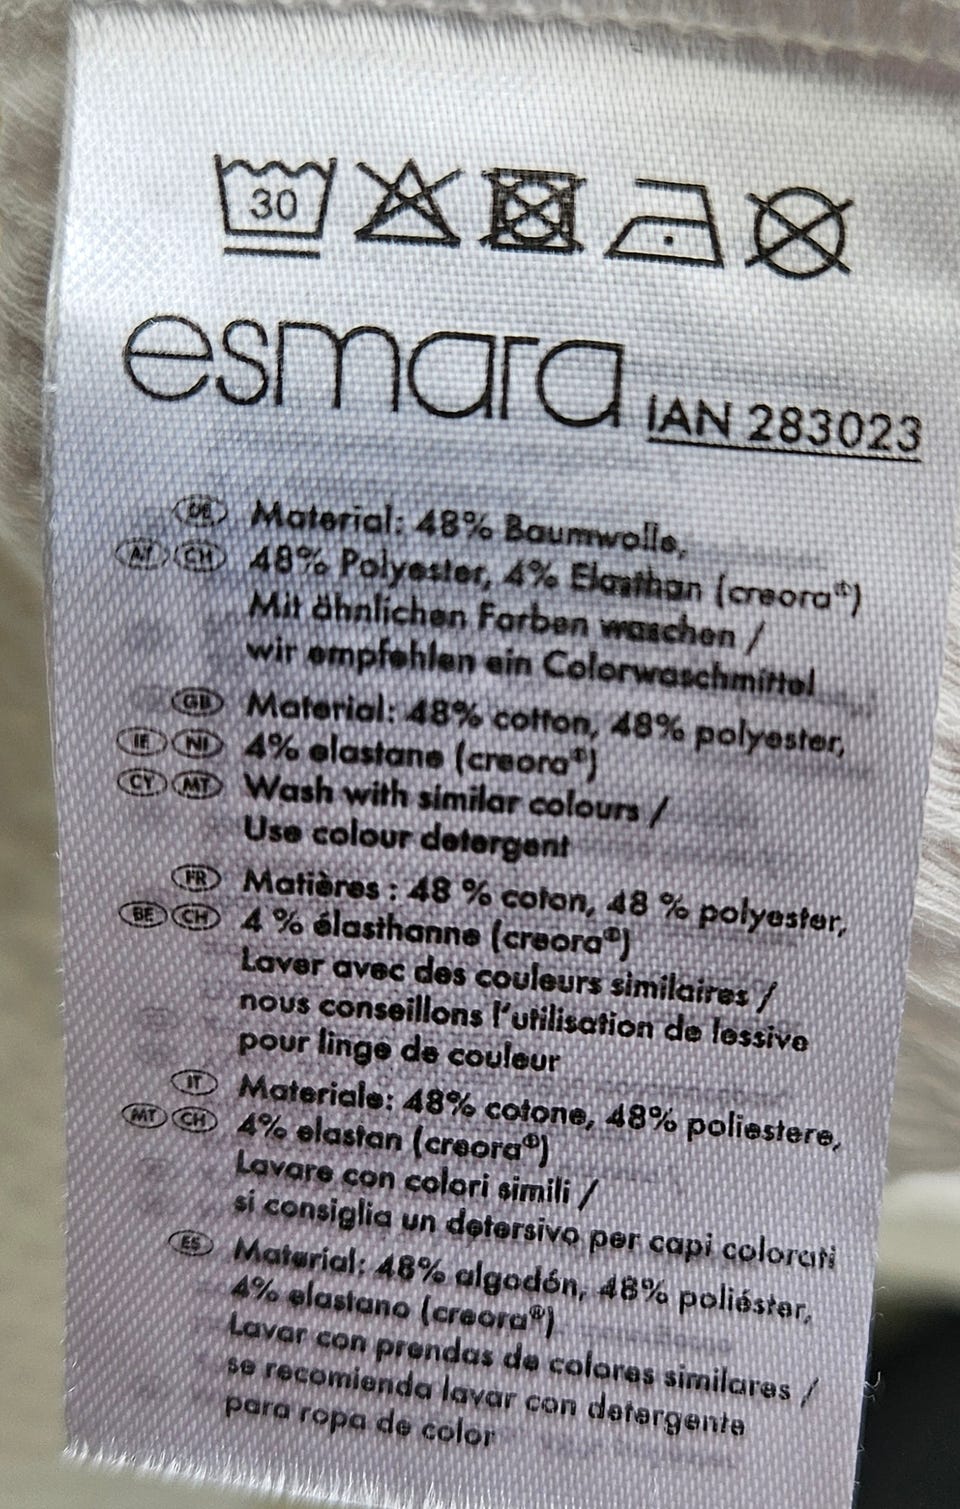 30
esmara IAN 283023
DE Material: 48% Baumwolle,
AT CH 48% Polyester, 4% Elasthan (creora®)
Mit ähnlichen Farben waschen /
wir empfehlen ein Colorwaschmittel
GB Material: 48% cotton, 48% polyester,
IE NI 4% elastane (creora®)
CY MT Wash with similar colours /
Use colour detergent
FR Matières : 48 % coton, 48 % polyester,
BE CH 4 % élasthanne (creora®)
Laver avec des couleurs similaires /
nous conseillons l'utilisation de lessive
pour linge de couleur
IT Materiale: 48% cotone, 48% poliestere,
MT CH 4% elastan (creora®)
Lavare con colori simili /
si consiglia un detersivo per capi colorati
ES Material: 48% algodón, 48% poliéster,
4% elastano (creora®)
Lavar con prendas de colores similares /
se recomienda lavar con detergente
para ropa de color